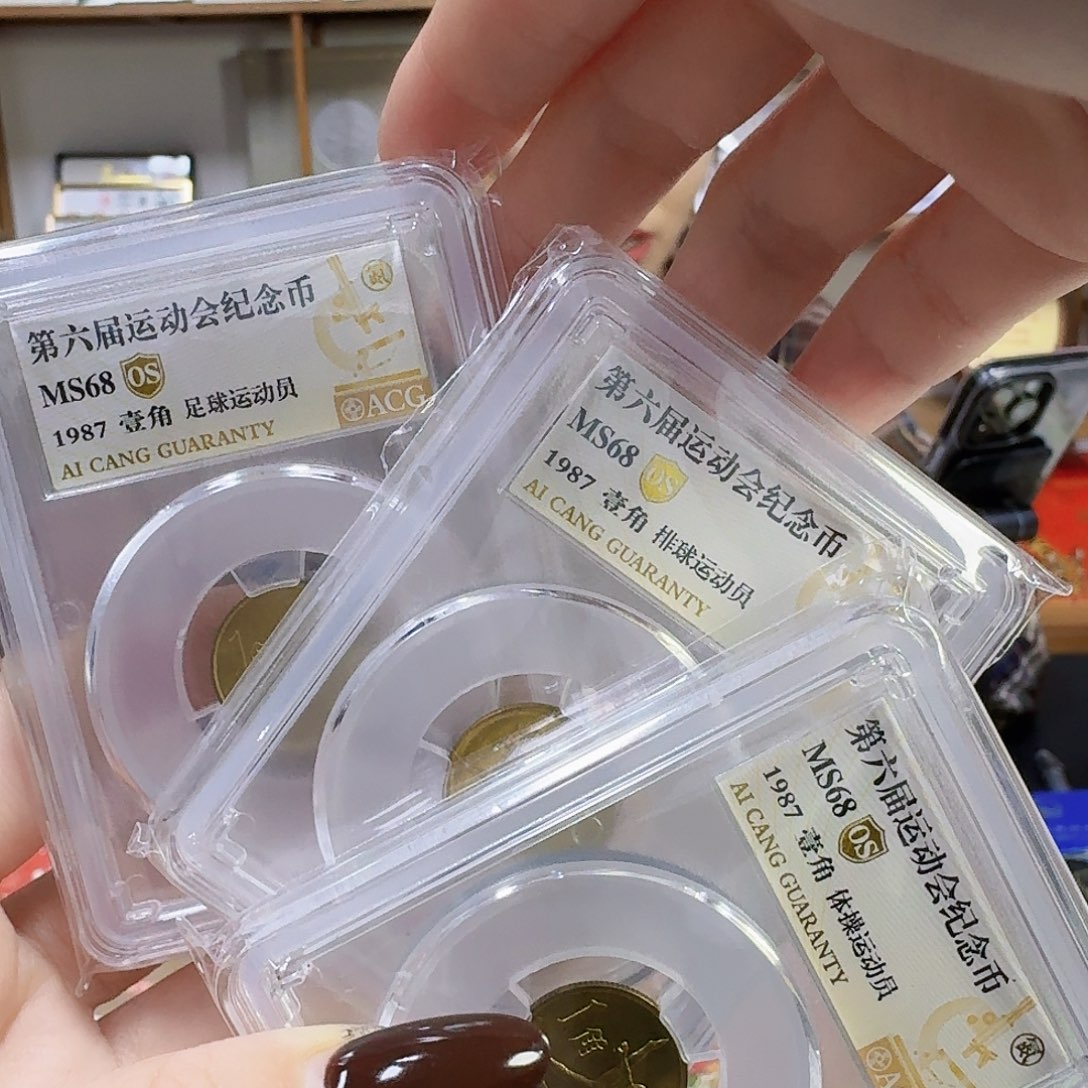 第六届运动会纪念币
MS68 OS
1987 壹角 足球运动员
AI CANG GUARANTY
ACG
第六届运动会纪念币
MS68 OS
1987 壹角 排球运动员
AI CANG GUARANTY
第六届运动会纪念币
MS68 OS
1987 壹角 体操运动员
AI CANG GUARANTY
1角